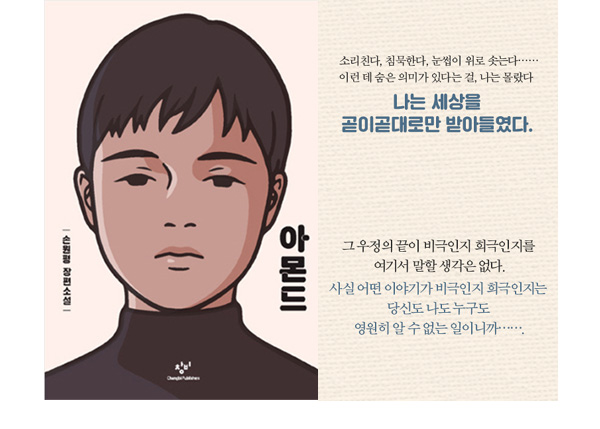 아몬드
손원평 장편소설
창비
Changbi Publishers
소리친다, 침묵한다, 눈썹이 위로 솟는다……
이런 데 숨은 의미가 있다는 걸, 나는 몰랐다
나는 세상을
곧이곧대로만 받아들였다.
그 우정의 끝이 비극인지 희극인지를
여기서 말할 생각은 없다.
사실 어떤 이야기가 비극인지 희극인지는
당신도 나도 누구도
영원히 알 수 없는 일이니까…….